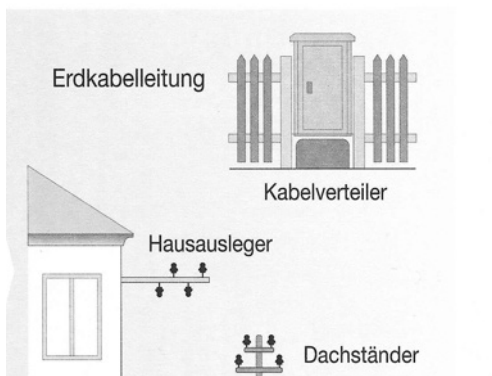 Erdkabelleitung
Kabelverteiler
Hausausleger
Dachständer